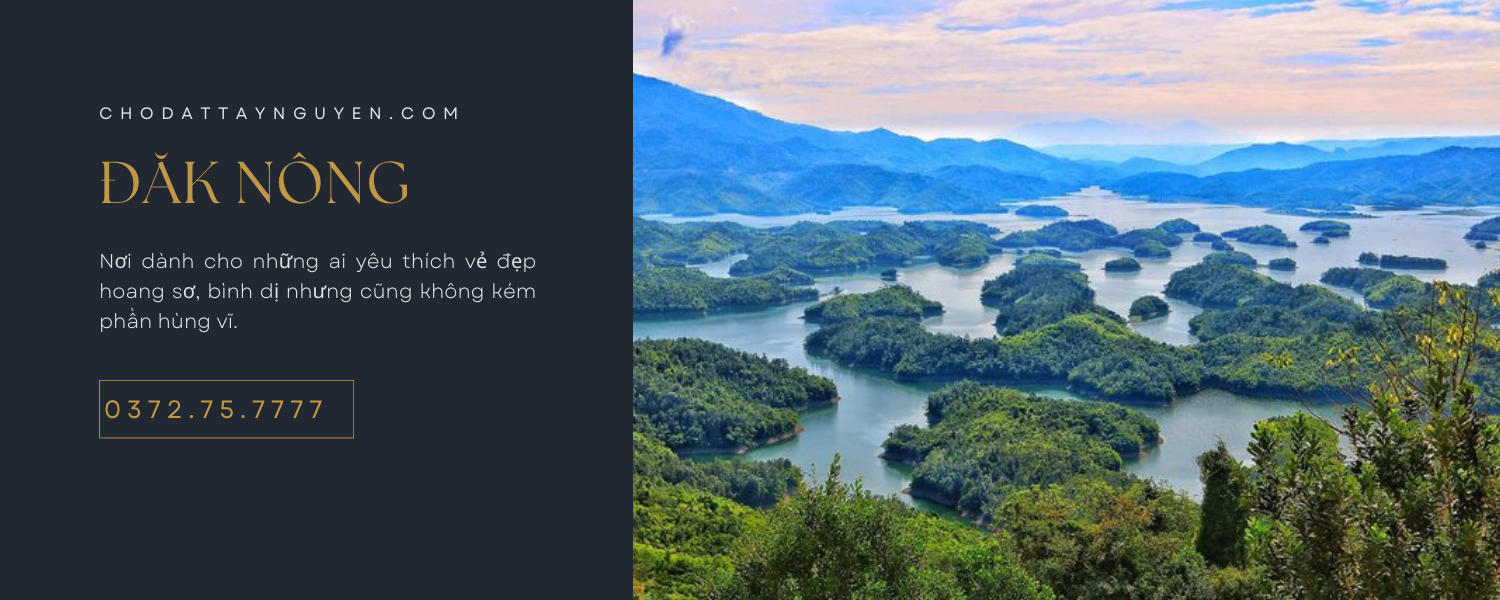 CHODATTAYNGUYEN.COM
ĐĂK NÔNG
Nơi dành cho những ai yêu thích vẻ đẹp
hoang sơ, bình dị nhưng cũng không kém
phần hùng vĩ.
0372.75.7777